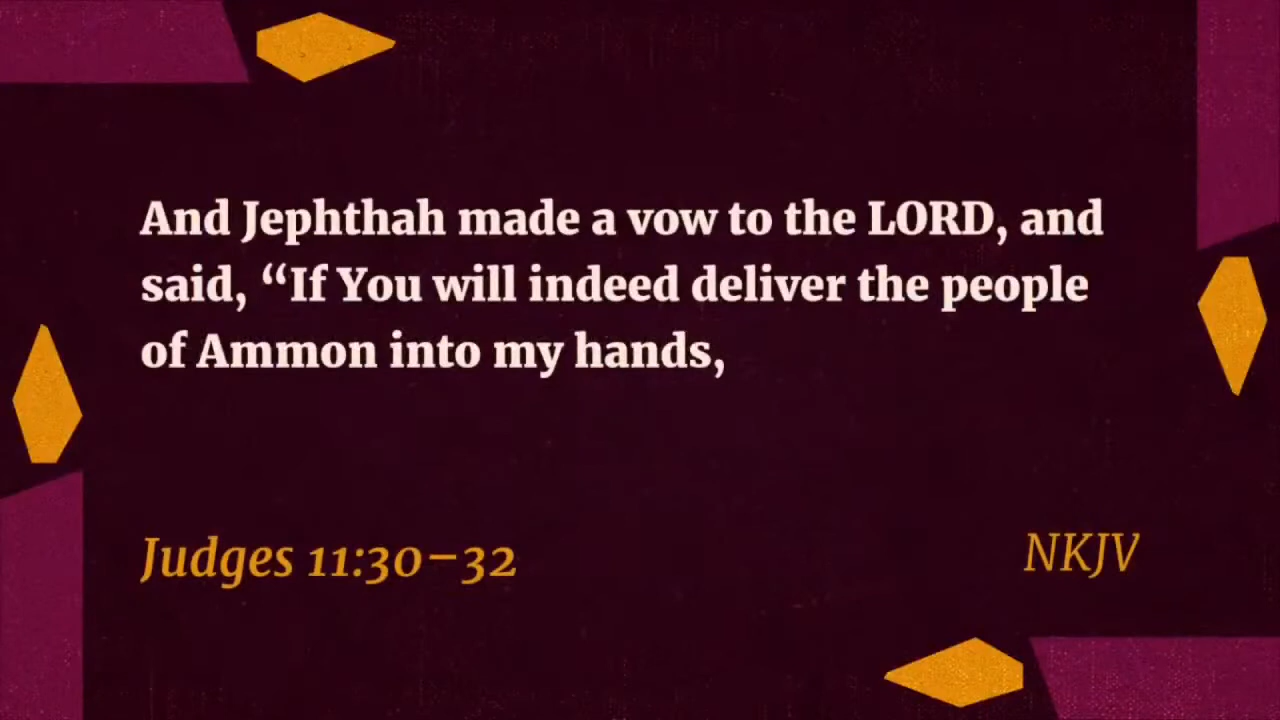 And Jephthah made a vow to the LORD, and
said, “If You will indeed deliver the people
of Ammon into my hands,
Judges 11:30–32
NKJV